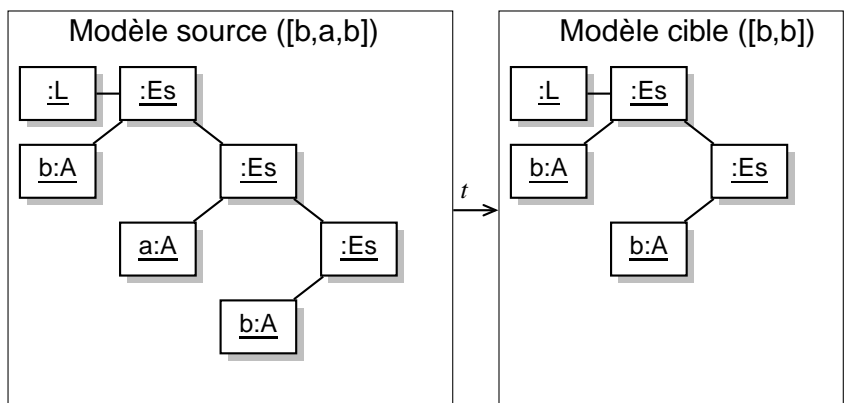 Modèle source ([b,a,b])
:L
:Es
b:A
:Es
a:A
:Es
b:A
t
Modèle cible ([b,b])
:L
:Es
b:A
:Es
b:A